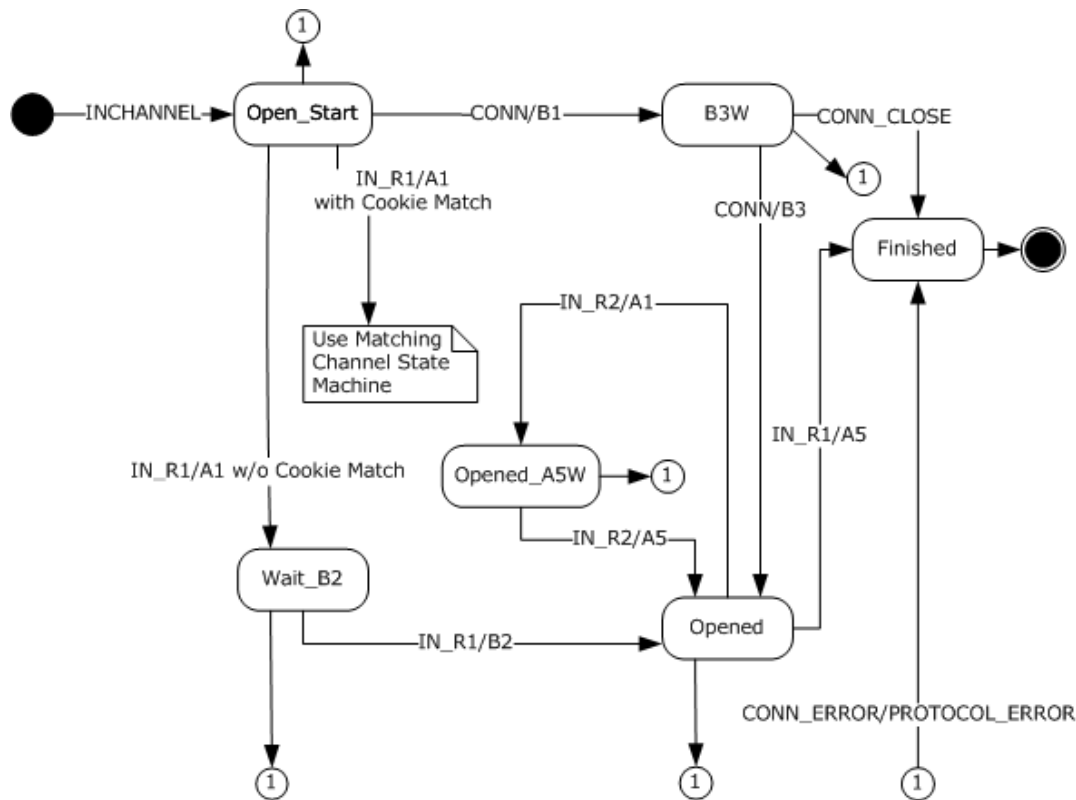 1
INCHANNEL
Open_Start
CONN/B1
B3W
CONN_CLOSE
1
IN_R1/A1
with Cookie Match
CONN/B3
Finished
IN_R2/A1
Use Matching
Channel State
Machine
IN_R1/A5
IN_R1/A1 w/o Cookie Match
Opened_A5W
1
IN_R2/A5
Wait_B2
Opened
IN_R1/B2
CONN_ERROR/PROTOCOL_ERROR
1
1
1